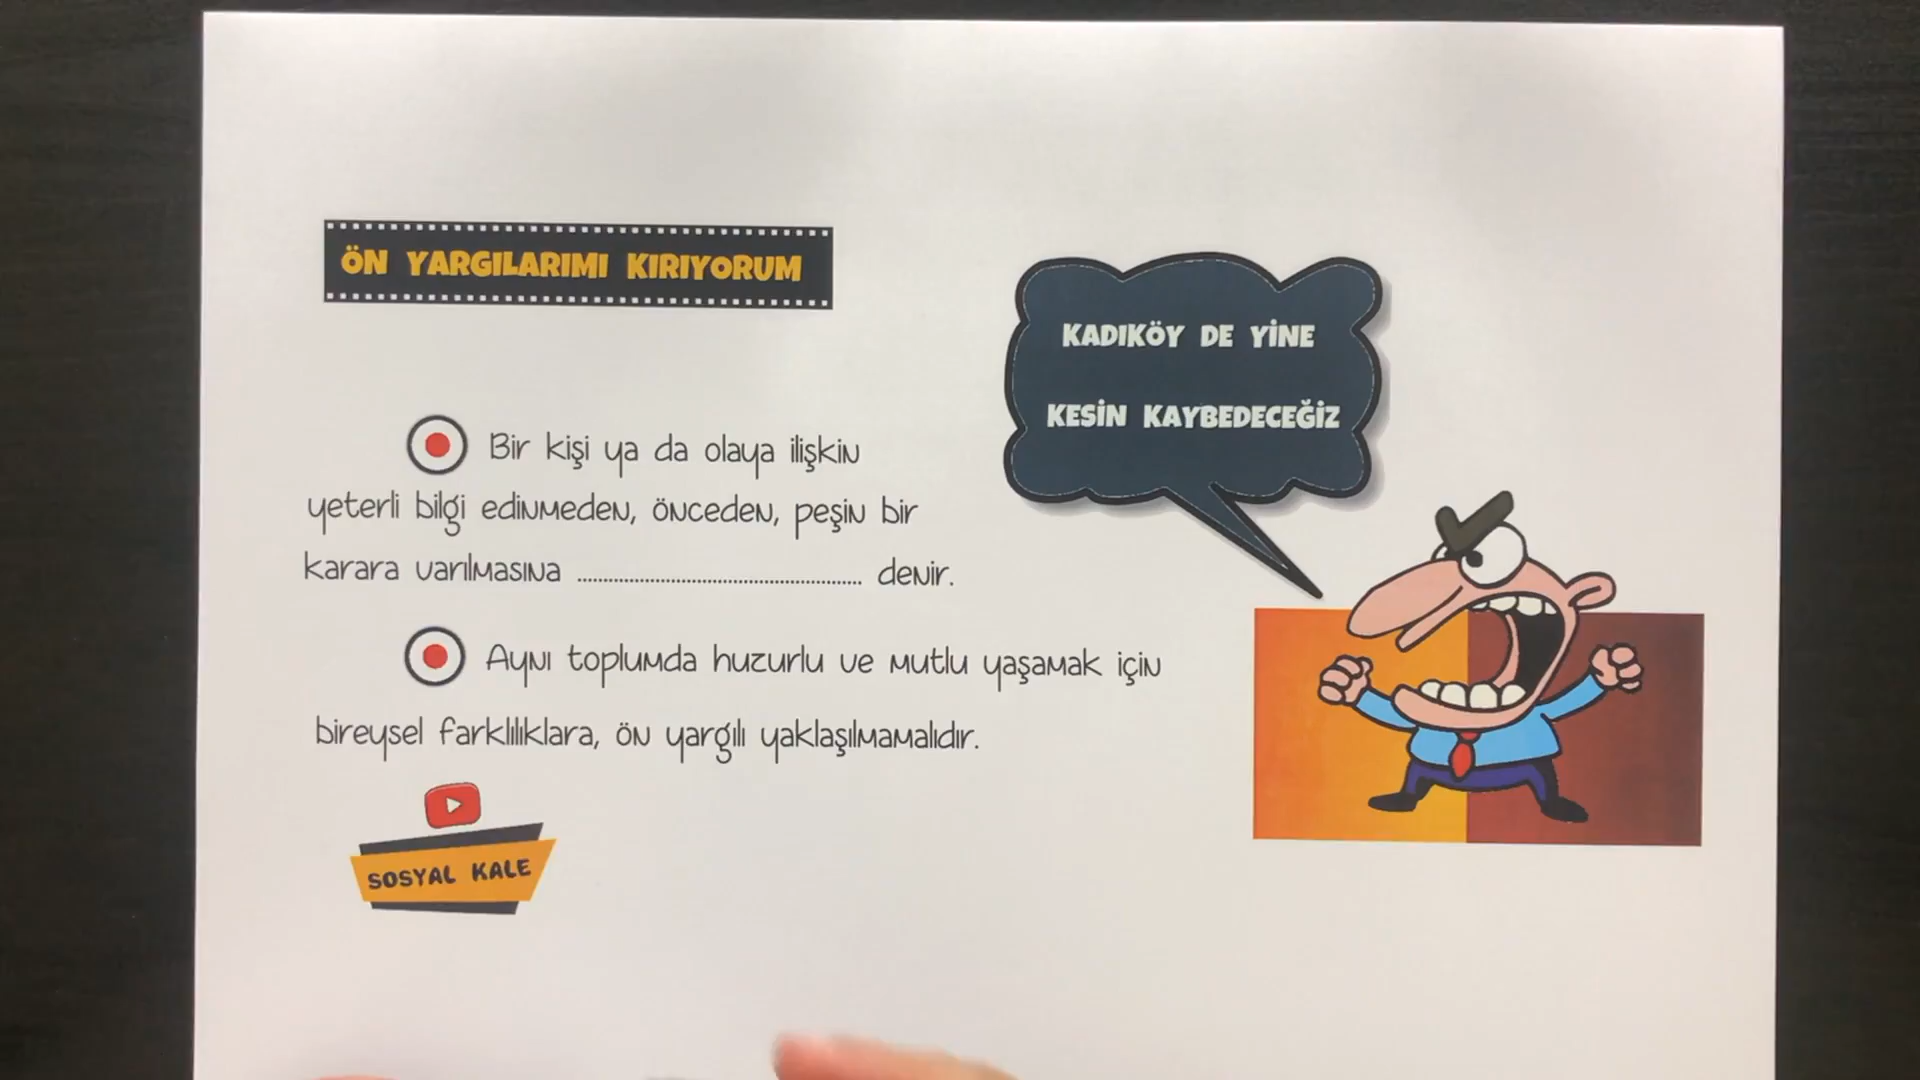 ÖN YARGILARIMI KIRIYORUM
Bir kişi ya da olaya ilişkin
yeterli bilgi edinmeden, önceden, peşin bir
karara varılmasına .................................................. denir.
Aynı toplumda huzurlu ve mutlu yaşamak için
bireysel farklılıklara, ön yargılı yaklaşılmamalıdır.
SOSYAL KALE
KADIKÖY DE YİNE
KESİN KAYBEDECEĞİZ